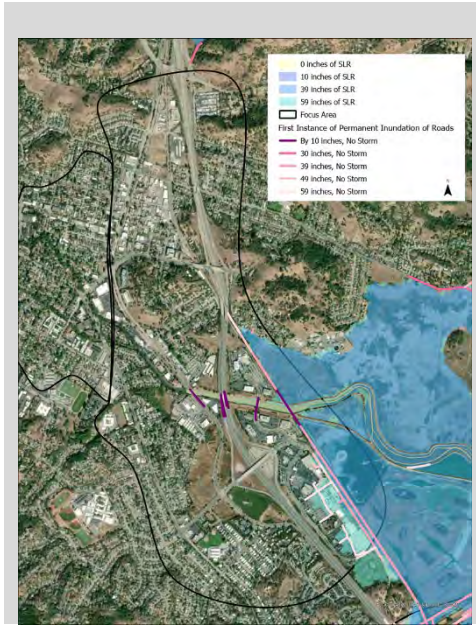 0 inches of SLR
10 inches of SLR
39 inches of SLR
59 inches of SLR
Focus Area
First Instance of Permanent Inundation of Roads
By 10 inches, No Storm
30 inches, No Storm
39 inches, No Storm
49 inches, No Storm
59 inches, No Storm